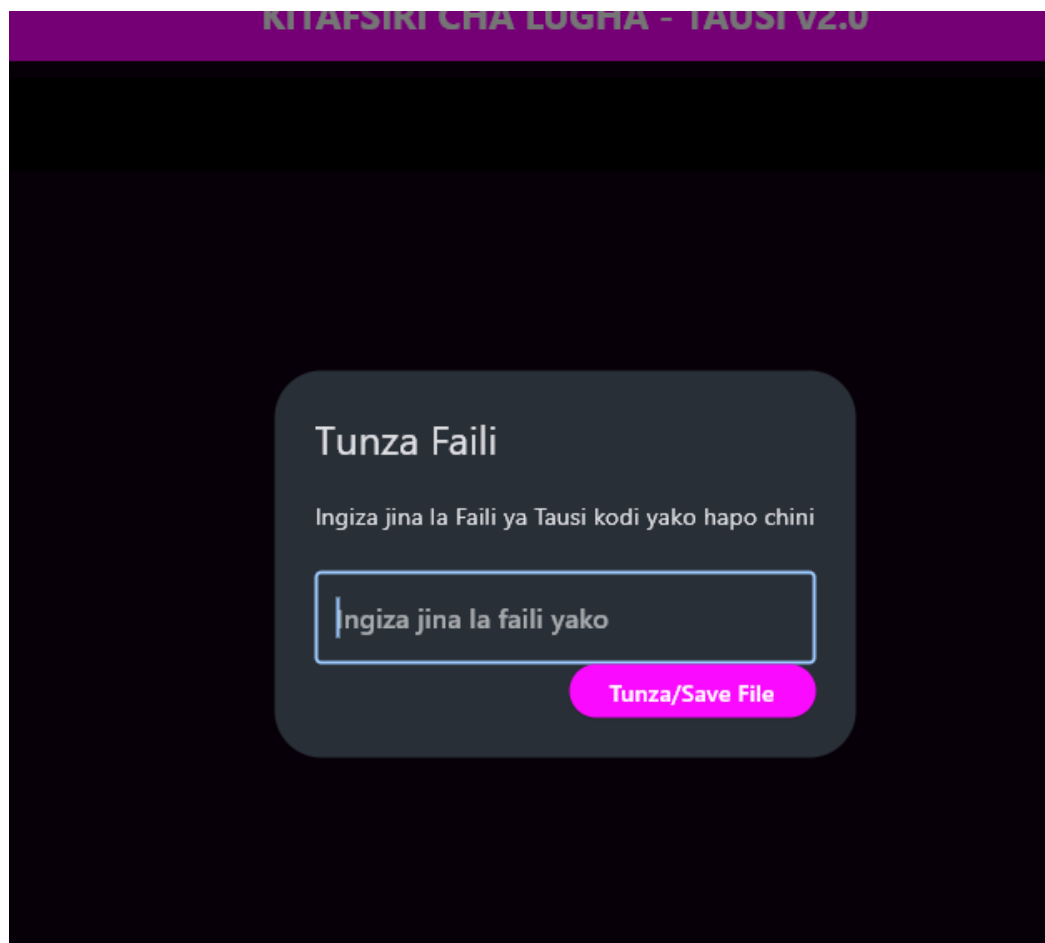 KITAFSIRI CHA LUGHA - TAUSI v2.0
Tunza Faili
Ingiza jina la Faili ya Tausi kodi yako hapo chini
Ingiza jina la faili yako
Tunza/Save File